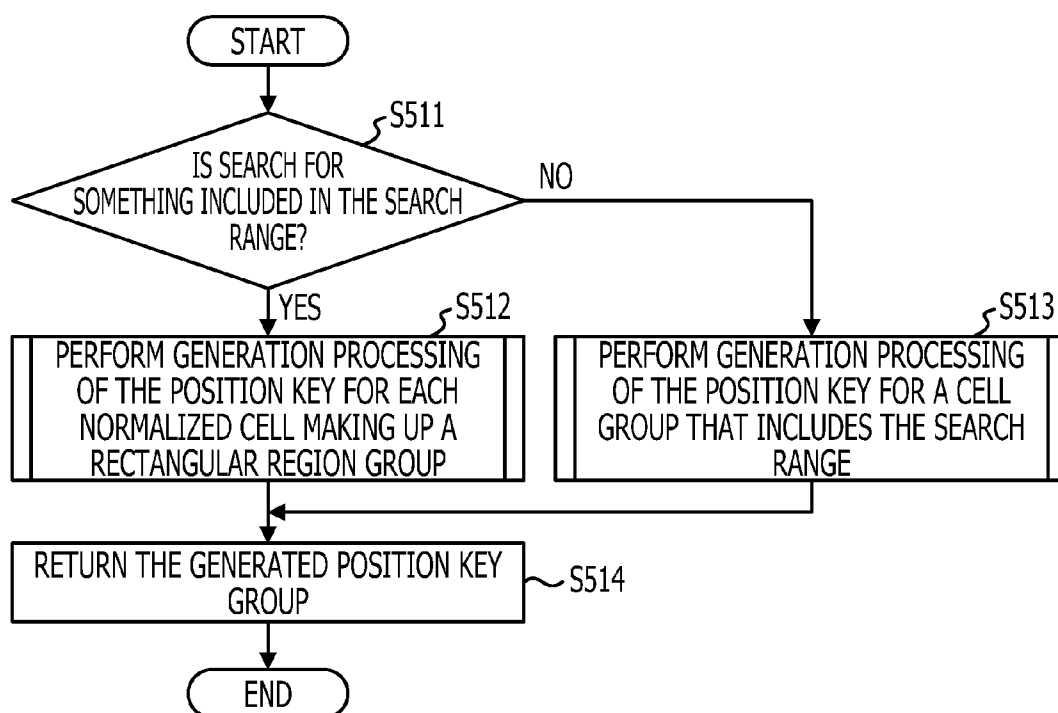 START
S511
IS SEARCH FOR
SOMETHING INCLUDED IN THE SEARCH
RANGE?
NO
YES
S512
PERFORM GENERATION PROCESSING
OF THE POSITION KEY FOR EACH
NORMALIZED CELL MAKING UP A
RECTANGULAR REGION GROUP
S513
PERFORM GENERATION PROCESSING
OF THE POSITION KEY FOR A CELL
GROUP THAT INCLUDES THE SEARCH
RANGE
RETURN THE GENERATED POSITION KEY
GROUP
S514
END